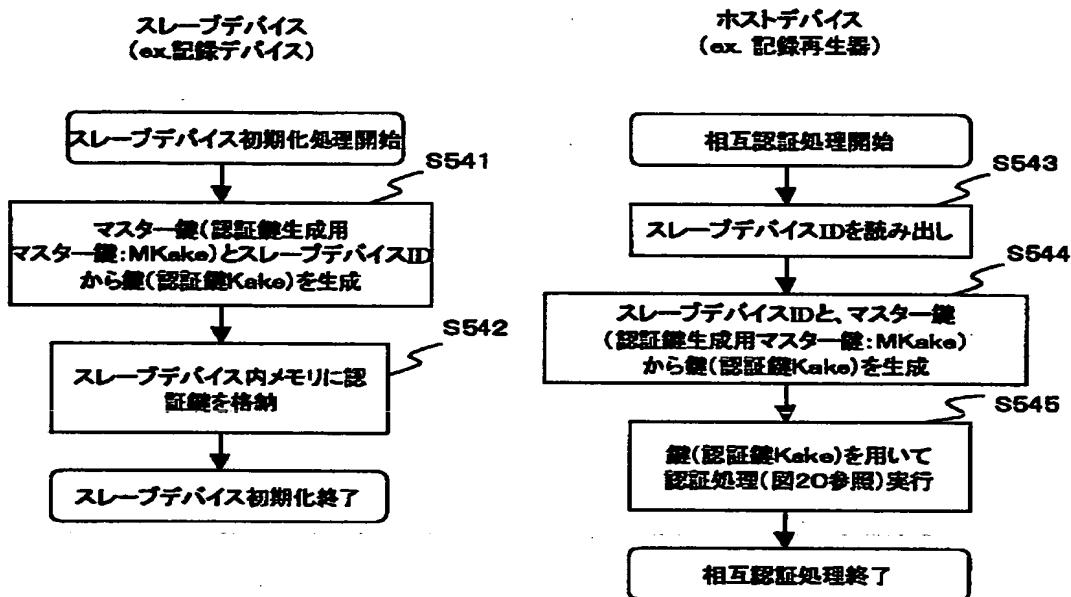 スレーブデバイス
(ex.記録デバイス)
スレーブデバイス初期化処理開始
S541
マスター鍵(認証鍵生成用
マスター鍵:MKake)とスレーブデバイスID
から鍵(認証鍵Kake)を生成
S542
スレーブデバイス内メモリに認
証鍵を格納
スレーブデバイス初期化終了
ホストデバイス
(ex. 記録再生器)
相互認証処理開始
S543
スレーブデバイスIDを読み出し
S544
スレーブデバイスIDと、マスター鍵
(認証鍵生成用マスター鍵:MKake)
から鍵(認証鍵Kake)を生成
S545
鍵(認証鍵Kake)を用いて
認証処理(図20参照)実行
相互認証処理終了